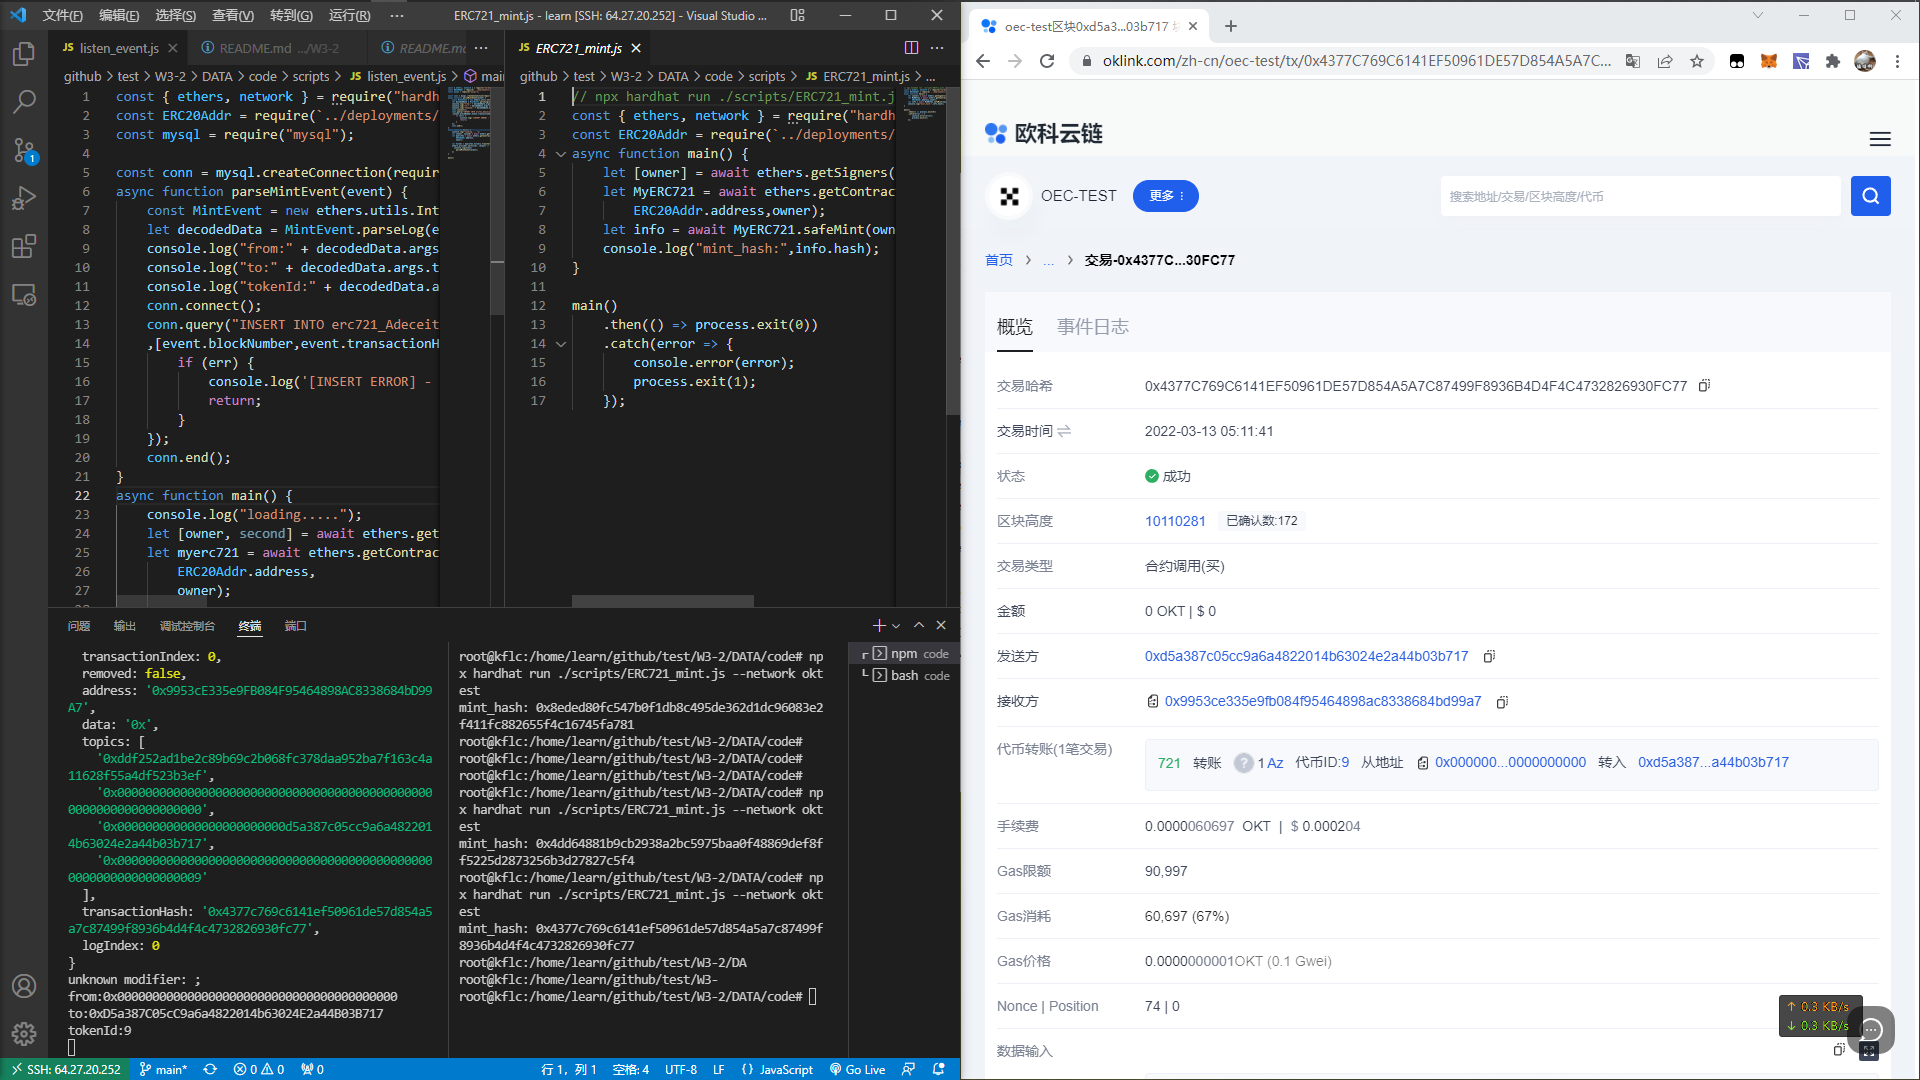 文件(F) 编辑(E) 选择(S) 查看(V) 转到(G) 运行(R) ···
ERC721_mint.js - learn [SSH: 64.27.20.252] - Visual Studio ...
JS listen_event.js
README.md .../W3-2
README.md
JS ERC721_mint.js
github > test > W3-2 > DATA > code > scripts > JS listen_event.js > main
1 const { ethers, network } = require("hardh
2 const ERC20Addr = require(`../deployments/
3 const mysql = require("mysql");
4
5 const conn = mysql.createConnection(requir
6 async function parseMintEvent(event) {
7 const MintEvent = new ethers.utils.Int
8 let decodedData = MintEvent.parseLog(e
9 console.log("from:" + decodedData.args
10 console.log("to:" + decodedData.args.t
11 console.log("tokenId:" + decodedData.a
12 conn.connect();
13 conn.query("INSERT INTO erc721_Adeceit
14 ,[event.blockNumber,event.transactionH
15 if (err) {
16 console.log('[INSERT ERROR] -
17 return;
18 }
19 });
20 conn.end();
21 }
22 async function main() {
23 console.log("loading.....");
24 let [owner, second] = await ethers.get
25 let myerc721 = await ethers.getContrac
26 ERC20Addr.address,
27 owner);
github > test > W3-2 > DATA > code > scripts > JS ERC721_mint.js > ...
1 // npx hardhat run ./scripts/ERC721_mint.j
2 const { ethers, network } = require("hardh
3 const ERC20Addr = require(`../deployments/
4 async function main() {
5 let [owner] = await ethers.getSigners(
6 let MyERC721 = await ethers.getContrac
7 ERC20Addr.address,owner);
8 let info = await MyERC721.safeMint(own
9 console.log("mint_hash:",info.hash);
10 }
11
12 main()
13 .then(() => process.exit(0))
14 .catch(error => {
15 console.error(error);
16 process.exit(1);
17 });
问题 输出 调试控制台 终端 端口
transactionIndex: 0,
removed: false,
address: '0x9953cE335e9FB084F95464898AC8338684bD99
A7',
data: '0x',
topics: [
'0xddf252ad1be2c89b69c2b068fc378daa952ba7f163c4a
11628f55a4df523b3ef',
'0x0000000000000000000000000000000000000000000000
000000000000000000',
'0x000000000000000000000000d5a387c05cc9a6a482201
4b63024e2a44b03b717',
'0x0000000000000000000000000000000000000000000000
000000000000000009'
],
transactionHash: '0x4377c769c6141ef50961de57d854a5
a7c87499f8936b4d4f4c4732826930fc77',
logIndex: 0
}
unknown modifier: ;
from:0x0000000000000000000000000000000000000000
to:0xD5a387C05cC9a6a4822014b63024E2a44B03B717
tokenId:9
root@kflc:/home/learn/github/test/W3-2/DATA/code# np
x hardhat run ./scripts/ERC721_mint.js --network okt
est
mint_hash: 0x8eded80fc547b0f1db8c495de362d1dc96083e2
f411fc882655f4c16745fa781
root@kflc:/home/learn/github/test/W3-2/DATA/code#
root@kflc:/home/learn/github/test/W3-2/DATA/code#
root@kflc:/home/learn/github/test/W3-2/DATA/code#
root@kflc:/home/learn/github/test/W3-2/DATA/code# np
x hardhat run ./scripts/ERC721_mint.js --network okt
est
mint_hash: 0x4dd64881b9cb2938a2bc5975baa0f48869def8f
f5225d2873256b3d27827c5f4
root@kflc:/home/learn/github/test/W3-2/DATA/code# np
x hardhat run ./scripts/ERC721_mint.js --network okt
est
mint_hash: 0x4377c769c6141ef50961de57d854a5a7c87499f
8936b4d4f4c4732826930fc77
root@kflc:/home/learn/github/test/W3-2/DA
root@kflc:/home/learn/github/test/W3-
root@kflc:/home/learn/github/test/W3-2/DATA/code#
npm code
bash code
SSH: 64.27.20.252 main* 0 0 0 行 1，列 1 空格: 4 UTF-8 LF {} JavaScript Go Live
oec-test区块0xd5a3...03b717
oklink.com/zh-cn/oec-test/tx/0x4377C769C6141EF50961DE57D854A5A7C...
欧科云链
OEC-TEST 更多
搜索地址/交易/区块高度/代币
首页 > ... > 交易-0x4377C...30FC77
概览 事件日志
交易哈希 0x4377C769C6141EF50961DE57D854A5A7C87499F8936B4D4F4C4732826930FC77
交易时间 2022-03-13 05:11:41
状态 成功
区块高度 10110281 已确认数:172
交易类型 合约调用(买)
金额 0 OKT | $ 0
发送方 0xd5a387c05cc9a6a4822014b63024e2a44b03b717
接收方 0x9953ce335e9fb084f95464898ac8338684bd99a7
代币转账(1笔交易) 721 转账 ? 1 Az 代币ID:9 从地址 0x000000...0000000000 转入 0xd5a387...a44b03b717
手续费 0.0000060697 OKT | $ 0.000204
Gas限额 90,997
Gas消耗 60,697 (67%)
Gas价格 0.0000000001OKT (0.1 Gwei)
Nonce | Position 74 | 0
↑ 0.3 KB/s
↓ 0.3 KB/s
数据输入